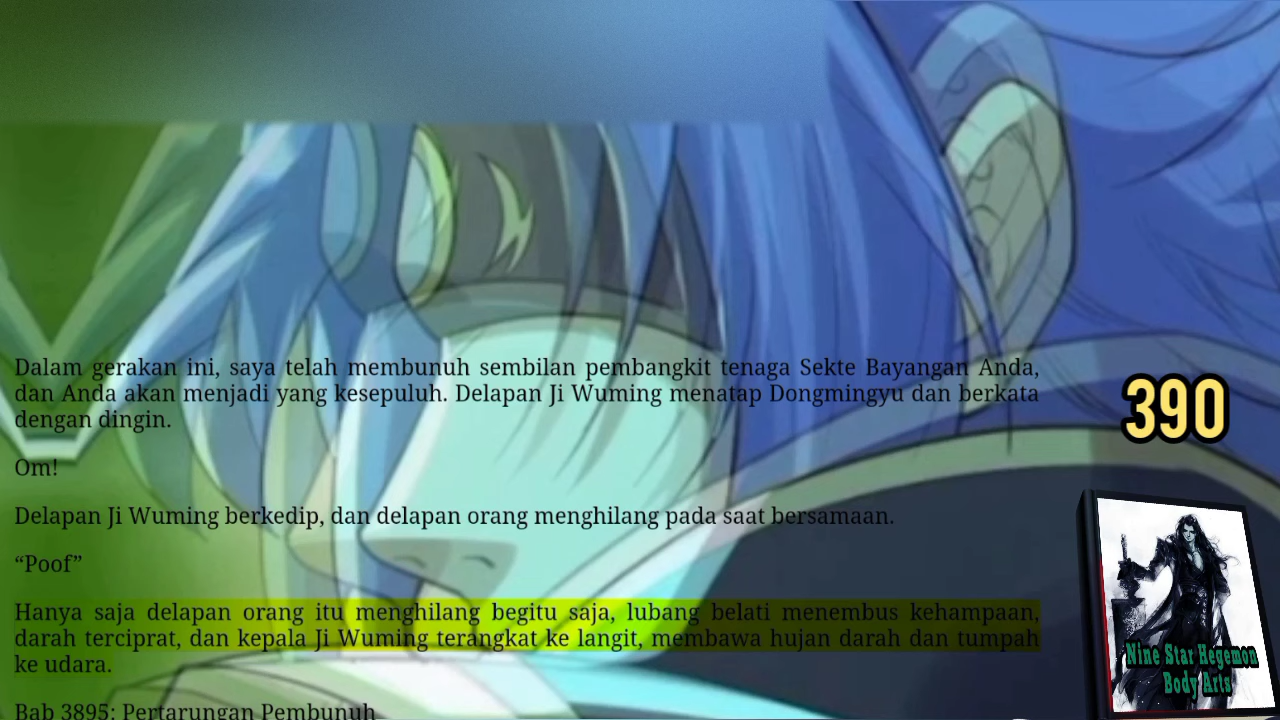 Dalam gerakan ini, saya telah membunuh sembilan pembangkit tenaga Sekte Bayangan Anda,
dan Anda akan menjadi yang kesepuluh. Delapan Ji Wuming menatap Dongmingyu dan berkata
dengan dingin.
Om!
Delapan Ji Wuming berkedip, dan delapan orang menghilang pada saat bersamaan.
“Poof”
Hanya saja delapan orang itu menghilang begitu saja, lubang belati menembus kehampaan,
darah terciprat, dan kepala Ji Wuming terangkat ke langit, membawa hujan darah dan tumpah
ke udara.
Bab 3895: Pertarungan Pembunuh
390
Nine Star Hegemon
Body Arts